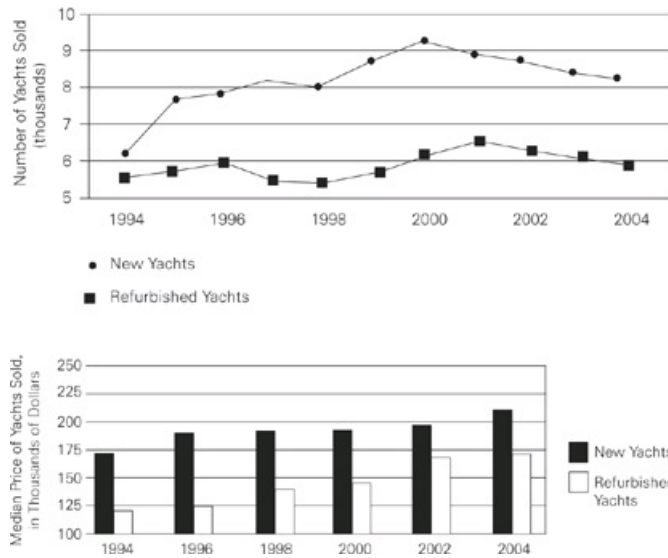 Number of Yachts Sold
(thousands)
10
9
8
7
6
5
1994 1996 1998 2000 2002 2004
New Yachts
Refurbished Yachts
Median Price of Yachts Sold,
in Thousands of Dollars
250
225
200
175
150
125
100
1994 1996 1998 2000 2002 2004
New Yachts
Refurbished
Yachts